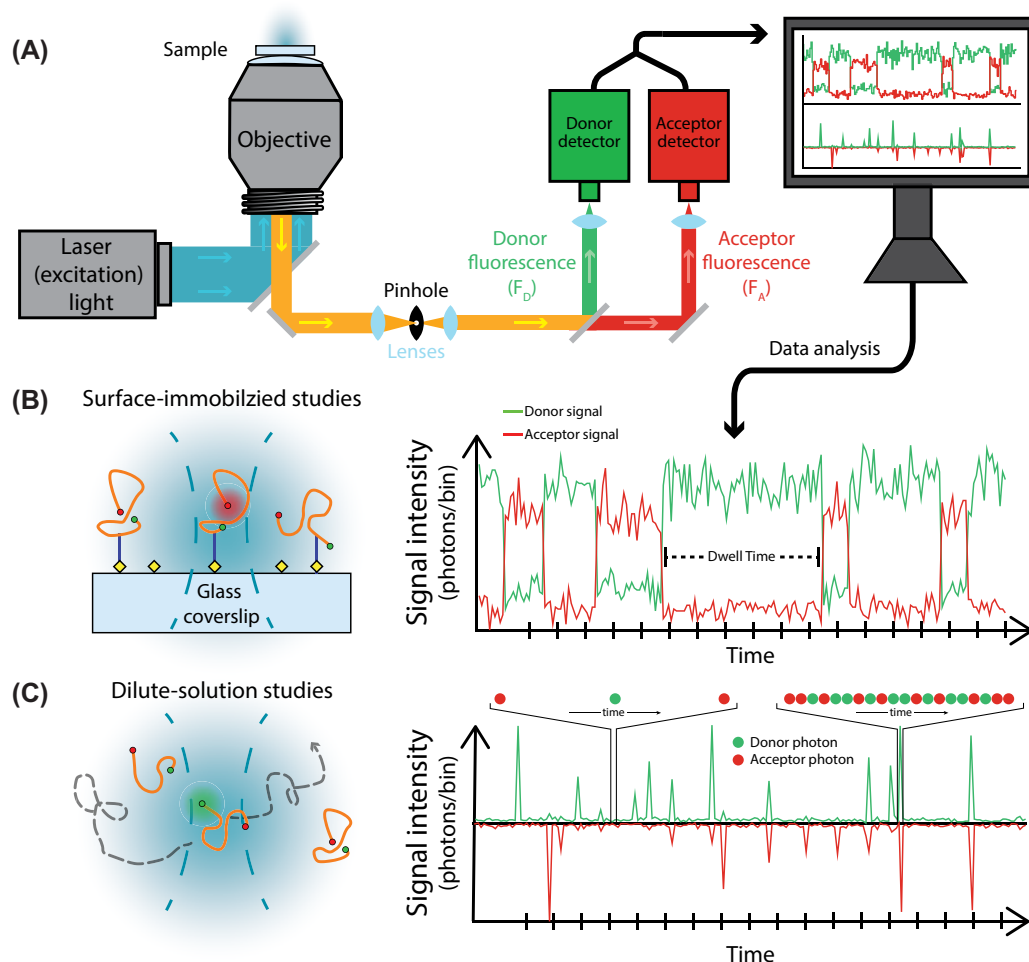 (A)
Sample
Objective
Laser
(excitation)
light
Pinhole
Lenses
Donor
detector
Acceptor
detector
Donor
fluorescence
(F_D)
Acceptor
fluorescence
(F_A)
Data analysis
(B)
Surface-immobilzied studies
Glass
coverslip
Donor signal
Acceptor signal
Signal intensity
(photons/bin)
Dwell Time
Time
(C)
Dilute-solution studies
time
time
Donor photon
Acceptor photon
Signal intensity
(photons/bin)
Time